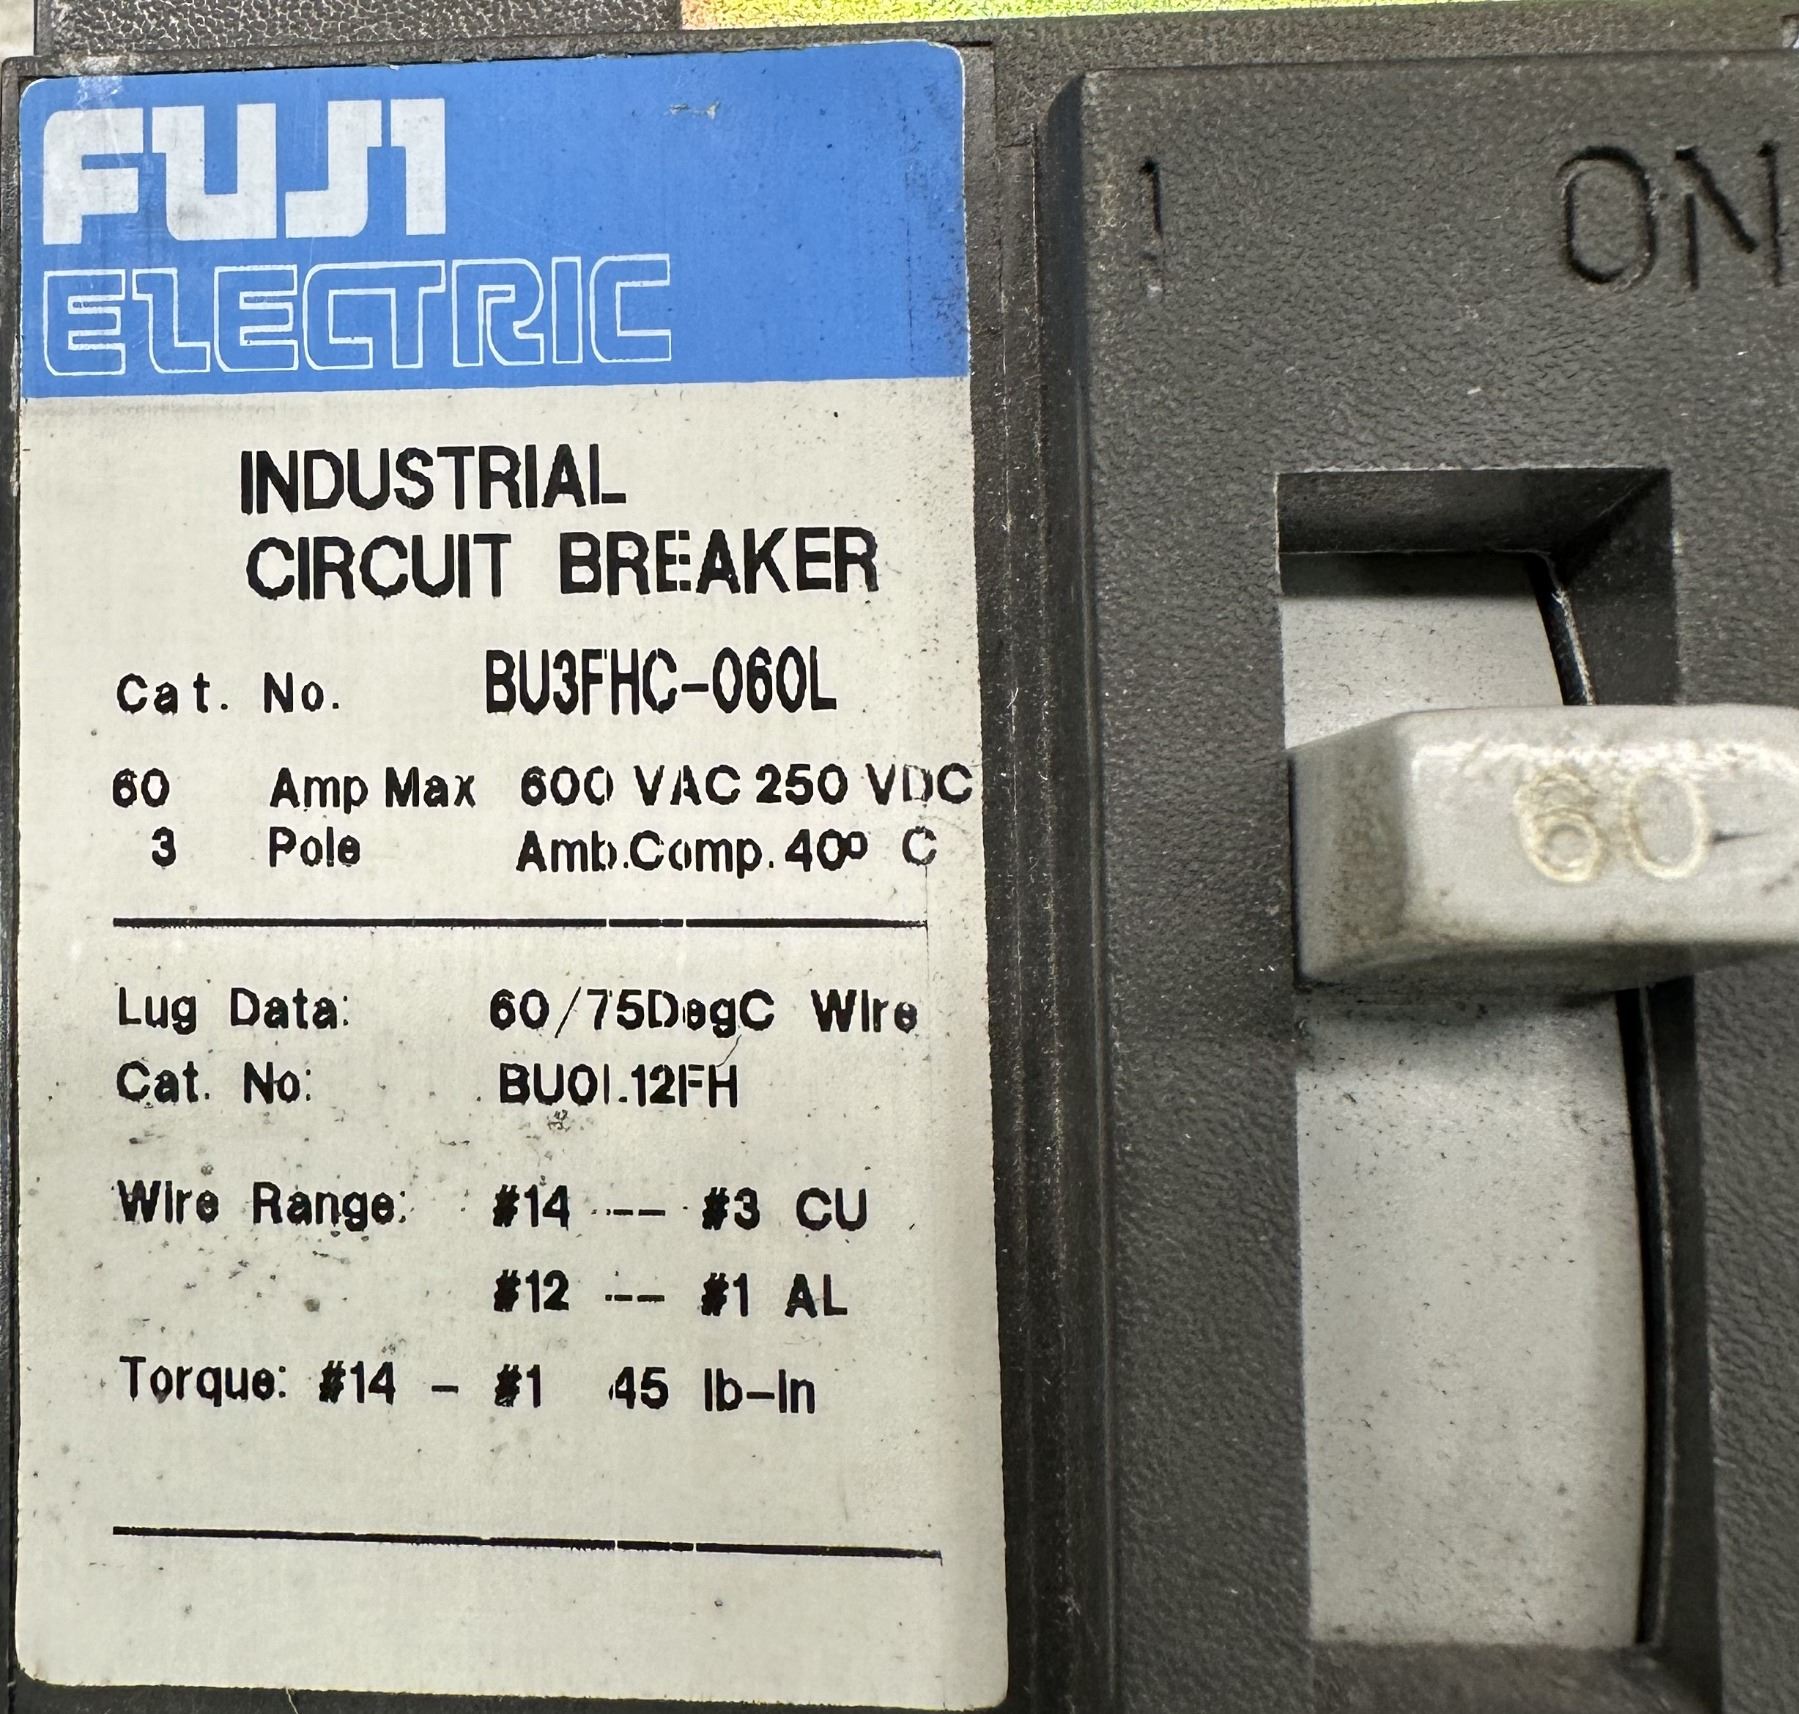 FUJI
ELECTRIC
INDUSTRIAL
CIRCUIT BREAKER
Cat. No. BU3FHC-060L
60 Amp Max 600 VAC 250 VDC
3 Pole Amb.Comp. 40º C
Lug Data: 60/75DegC Wire
Cat. No:
Wire Range: #14 -- #3 CU
#12 -- #1 AL
Torque: #14 - #1 45 lb-in
1 ON
60